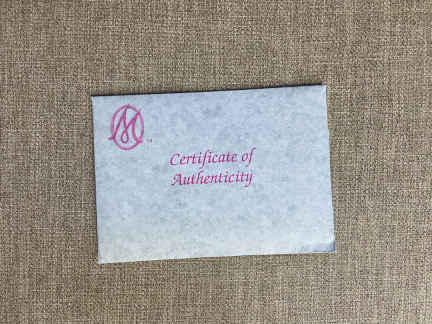 M
Certificate of
Authenticity